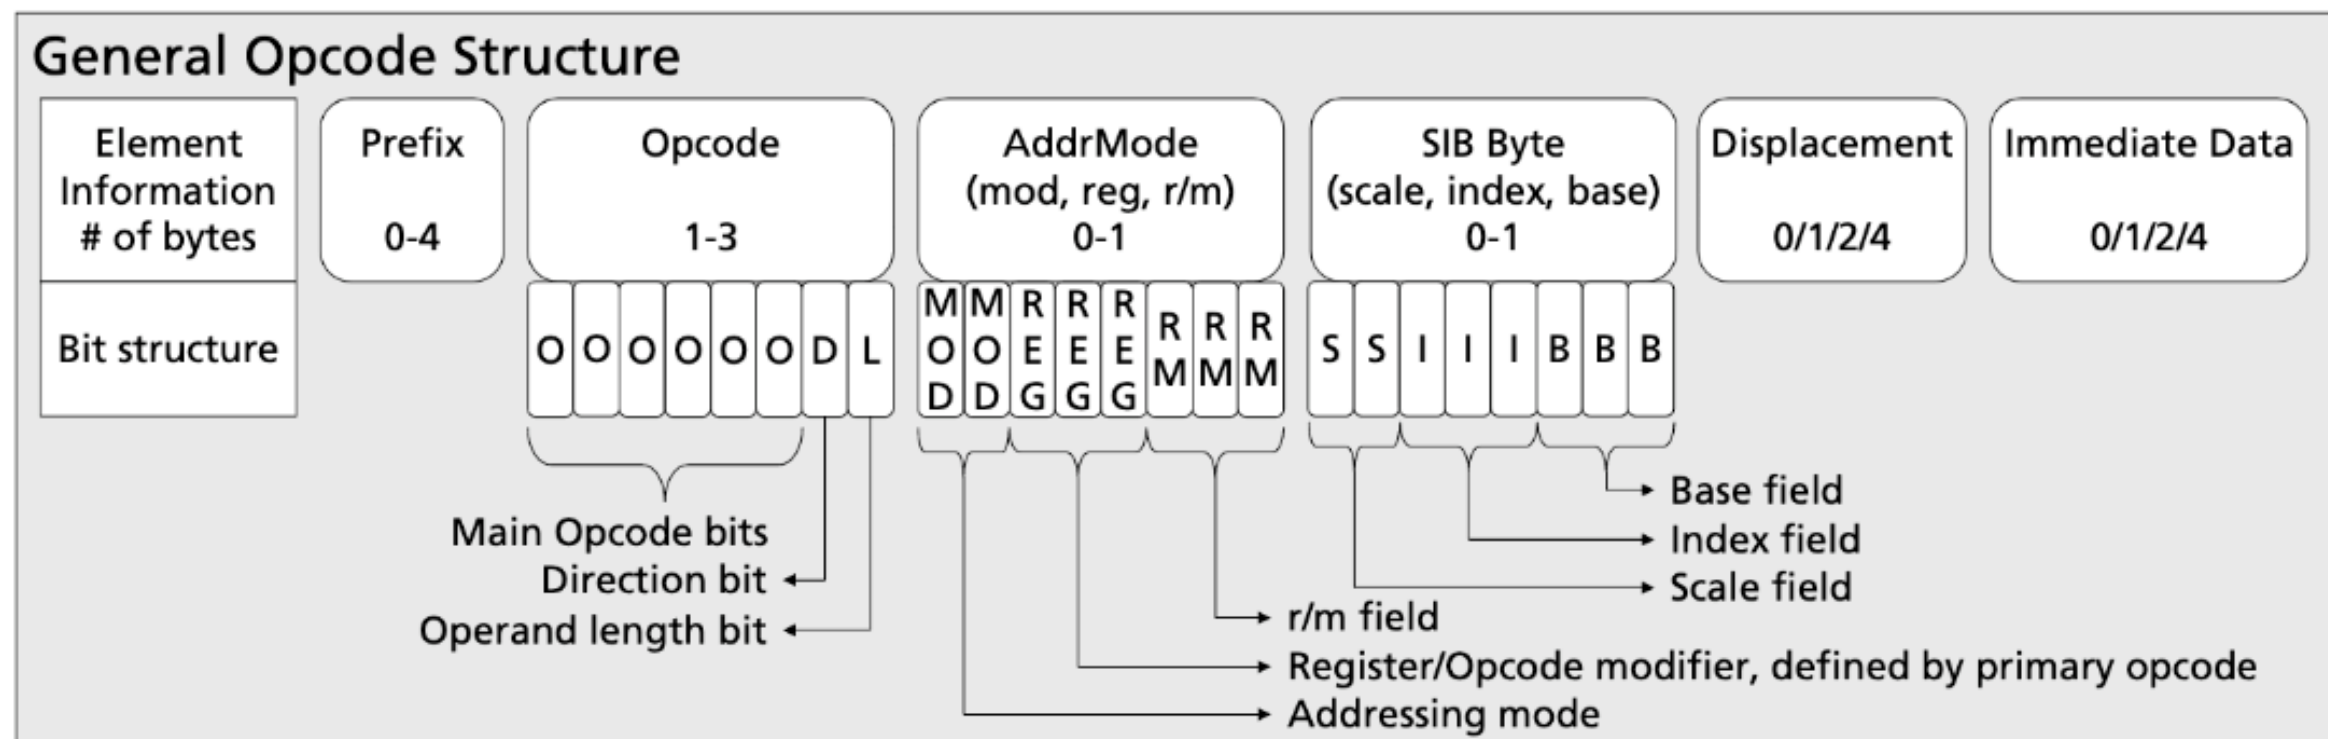 General Opcode Structure
Element
Information
# of bytes
Prefix
0-4
Opcode
1-3
AddrMode
(mod, reg, r/m)
0-1
SIB Byte
(scale, index, base)
0-1
Displacement
0/1/2/4
Immediate Data
0/1/2/4
Bit structure
O O O O O O D L
MOD MOD REG REG REG RM RM RM
S S I I I B B B
Main Opcode bits
Direction bit
Operand length bit
Base field
Index field
Scale field
r/m field
Register/Opcode modifier, defined by primary opcode
Addressing mode